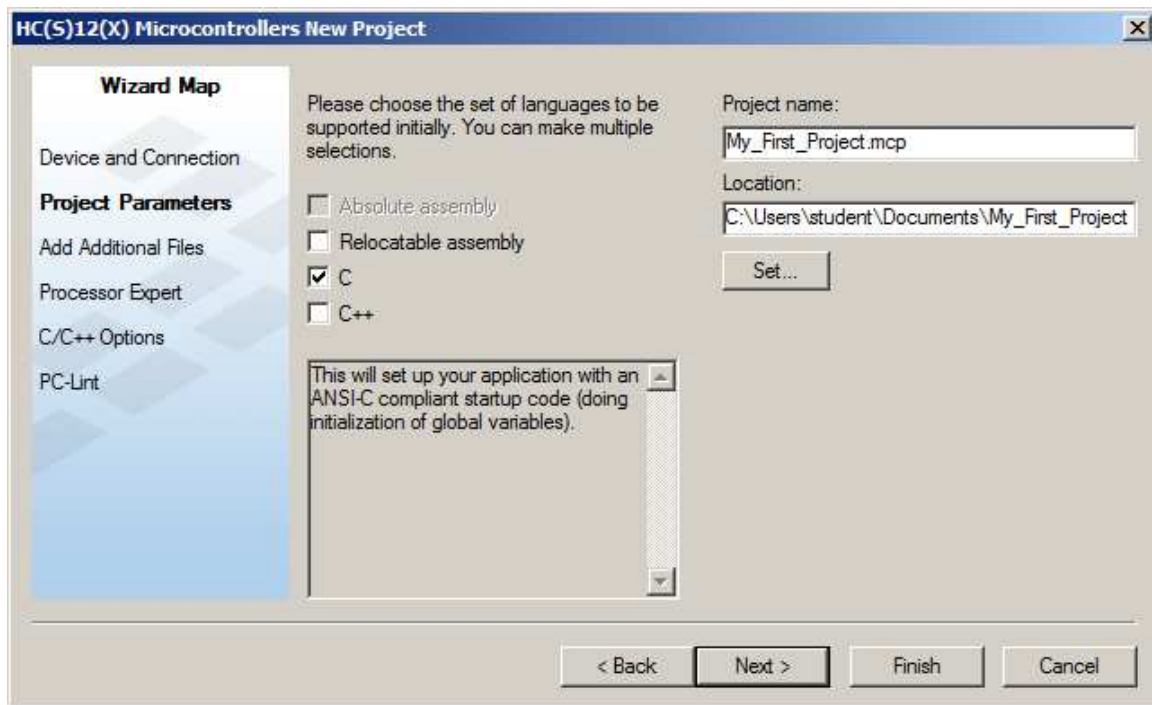 HC(S)12(X) Microcontrollers New Project
Wizard Map
Device and Connection
Project Parameters
Add Additional Files
Processor Expert
C/C++ Options
PC-Lint
Please choose the set of languages to be
supported initially. You can make multiple
selections.
Absolute assembly
Relocatable assembly
C
C++
This will set up your application with an
ANSI-C compliant startup code (doing
initialization of global variables).
Project name:
My_First_Project.mcp
Location:
C:\Users\student\Documents\My_First_Project
Set...
< Back
Next >
Finish
Cancel